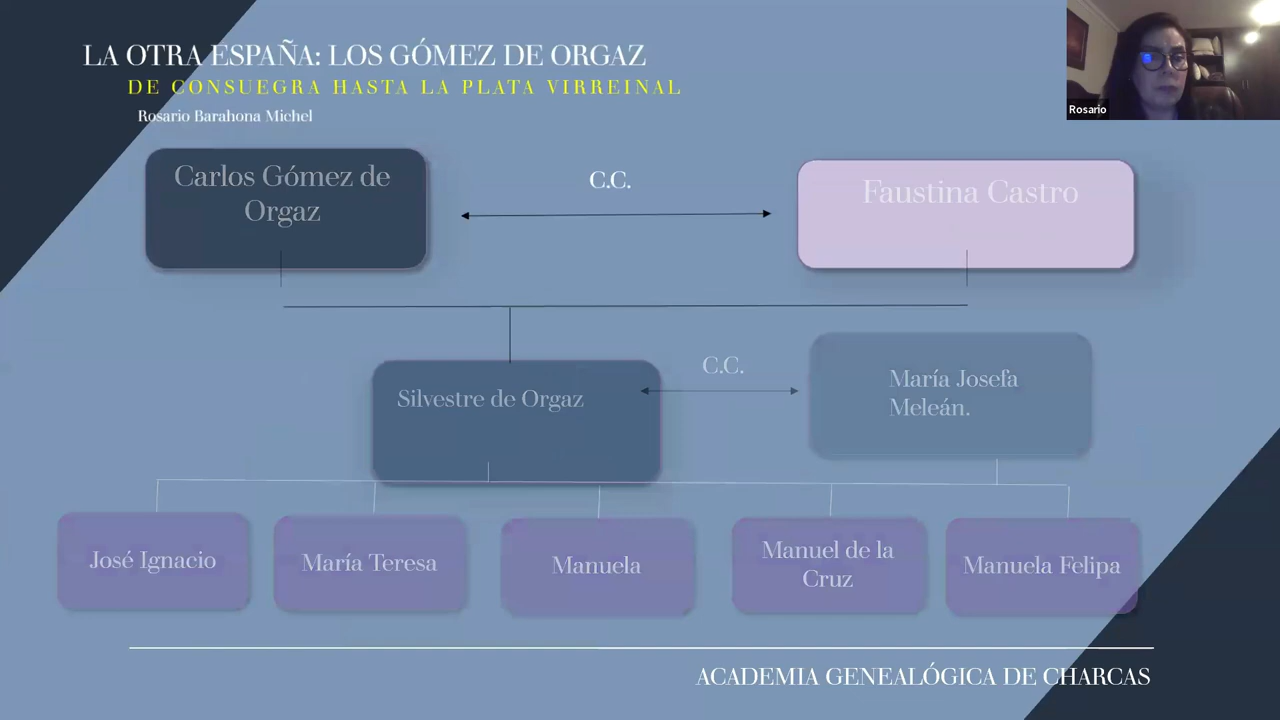 LA OTRA ESPAÑA: LOS GÓMEZ DE ORGAZ
DE CONSUEGRA HASTA LA PLATA VIRREINAL
Rosario Barahona Michel
Rosario
Carlos Gómez de
Orgaz
C.C.
Faustina Castro
Silvestre de Orgaz
C.C.
María Josefa
Meleán.
José Ignacio
María Teresa
Manuela
Manuel de la
Cruz
Manuela Felipa
ACADEMIA GENEALÓGICA DE CHARCAS